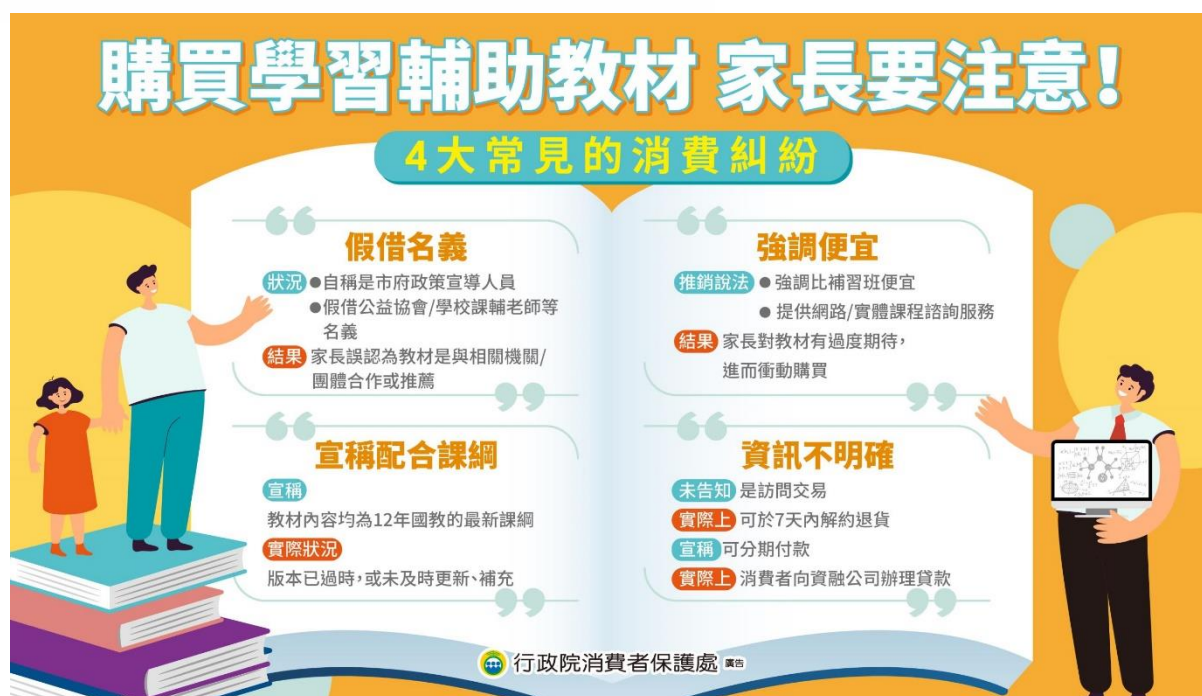 購買學習輔助教材 家長要注意！
4大常見的消費糾紛
假借名義
狀況 ●自稱是市府政策宣導人員
●假借公益協會/學校課輔老師等
名義
結果 家長誤認為教材是與相關機關/
團體合作或推薦
強調便宜
推銷說法 ● 強調比補習班便宜
● 提供網路/實體課程諮詢服務
結果 家長對教材有過度期待，
進而衝動購買
宣稱配合課綱
宣稱
教材內容均為12年國教的最新課綱
實際狀況
版本已過時，或未及時更新、補充
資訊不明確
未告知 是訪問交易
實際上 可於7天內解約退貨
宣稱 可分期付款
實際上 消費者向資融公司辦理貸款
行政院消費者保護處 廣告